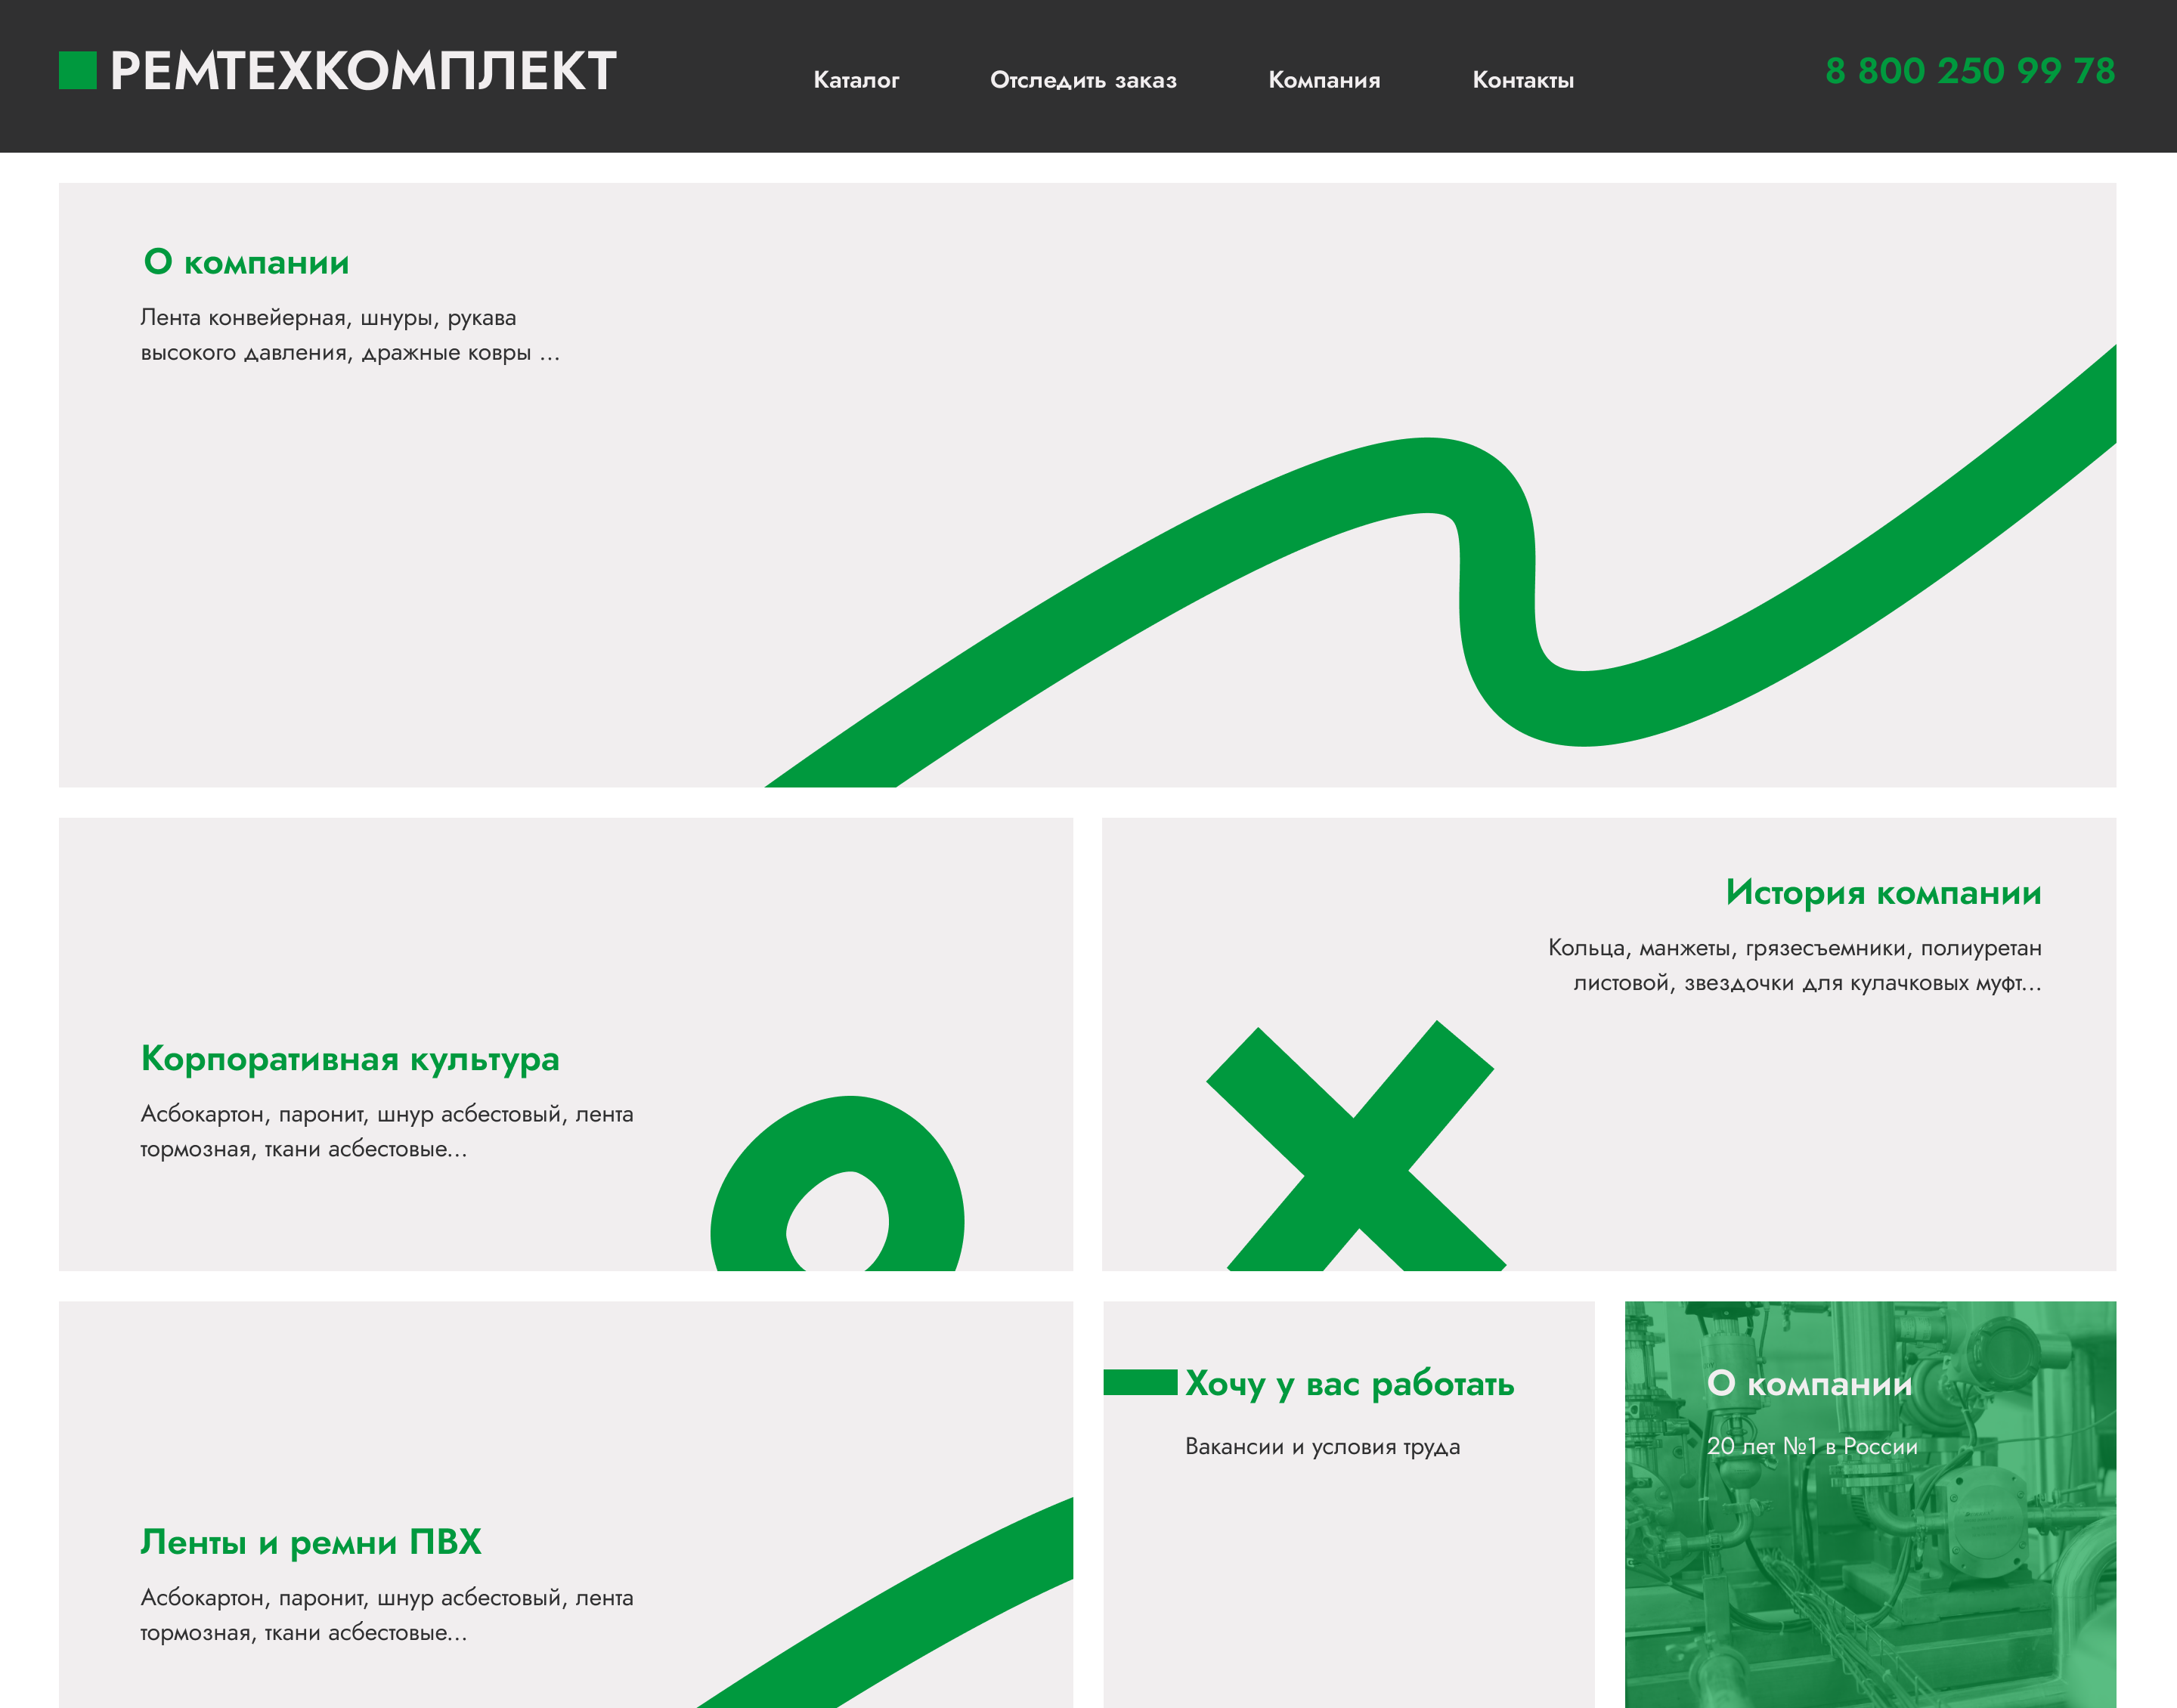 РЕМТЕХКОМПЛЕКТ
Каталог
Отследить заказ
Компания
Контакты
8 800 250 99 78
О компании
Лента конвейерная, шнуры, рукава
высокого давления, дражные ковры ...
Корпоративная культура
Асбокартон, паронит, шнур асбестовый, лента
тормозная, ткани асбестовые...
История компании
Кольца, манжеты, грязесъемники, полиуретан
листовой, звездочки для кулачковых муфт...
Ленты и ремни ПВХ
Асбокартон, паронит, шнур асбестовый, лента
тормозная, ткани асбестовые...
Хочу у вас работать
Вакансии и условия труда
О компании
20 лет №1 в России